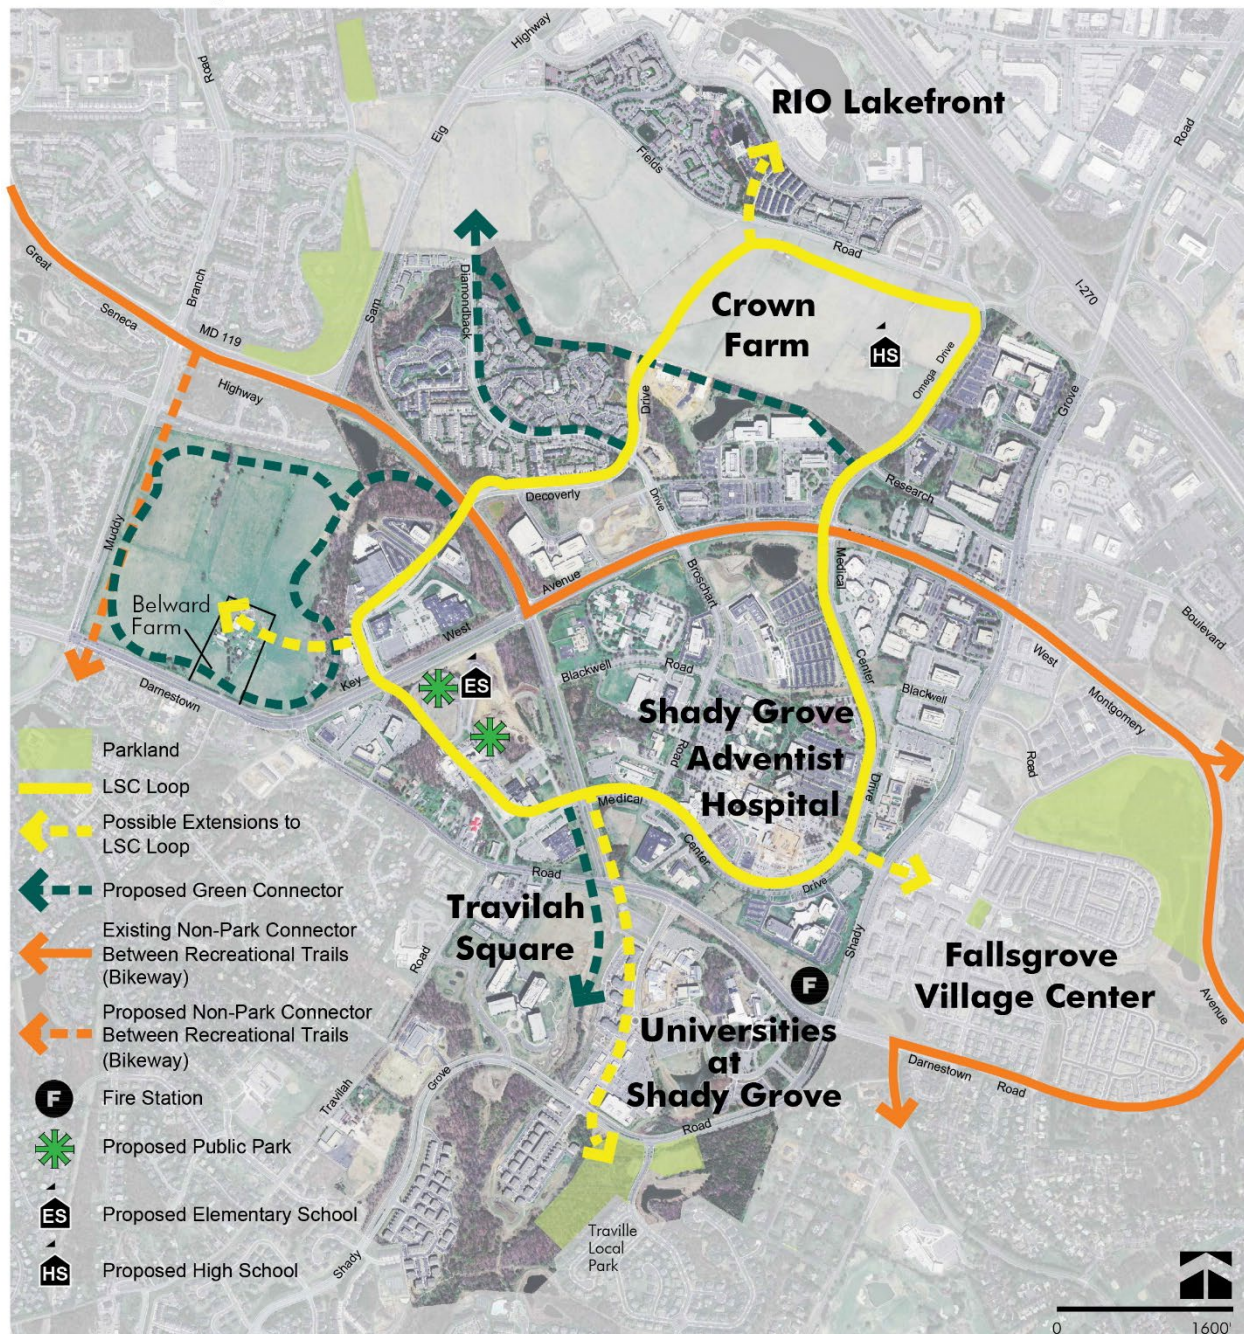 Highway
RIO Lakefront
Road
Eig
Fields
Road
Road
I-270
Great
Seneca
Branch
MD 119
Sam
Diamondback
Highway
Crown
Farm
HS
Omega Drive
Drive
Grove
Decoverly
Drive
Research
Muddy
Avenue
Medical
Broschart
Boulevard
Belward
Farm
West
Key
Darnestown
ES
Blackwell
Road
Center
West
Montgomery
Blackwell
Road
Shady Grove
Adventist
Hospital
Road
Drive
Medical
Center
Drive
Road
Parkland
LSC Loop
Possible Extensions to
LSC Loop
Proposed Green Connector
Existing Non-Park Connector
Between Recreational Trails
(Bikeway)
Proposed Non-Park Connector
Between Recreational Trails
(Bikeway)
F
Fire Station
Proposed Public Park
ES
Proposed Elementary School
HS
Proposed High School
Travilah
Square
Road
Shady
F
Fallsgrove
Village Center
Avenue
Universities
at
Shady Grove
Darnestown
Road
Grove
Travilah
Road
Shady
Traville
Local
Park
0
1600'